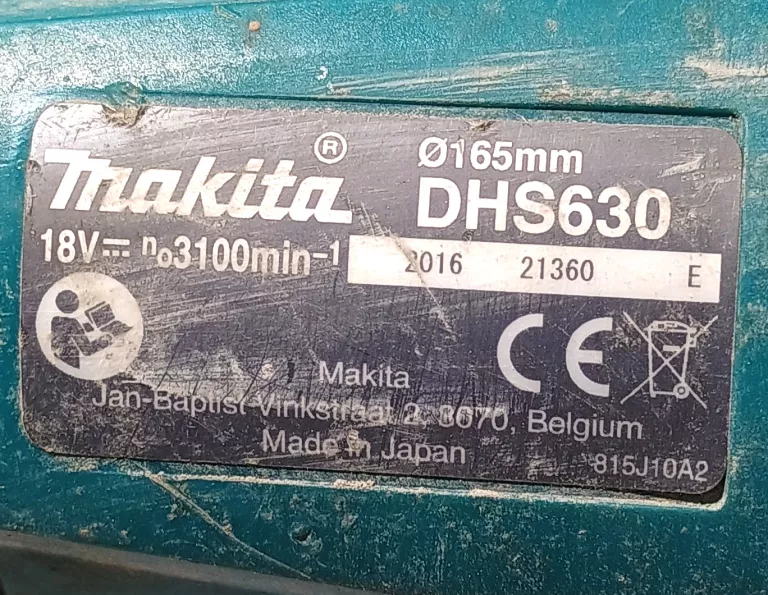 Makita®
Ø165mm
DHS630
18V⎓ n₀3100min⁻¹
2016 21360 E
CE
Makita
Jan-Baptist Vinkstraat 2, 3070, Belgium
Made in Japan
815J10A2